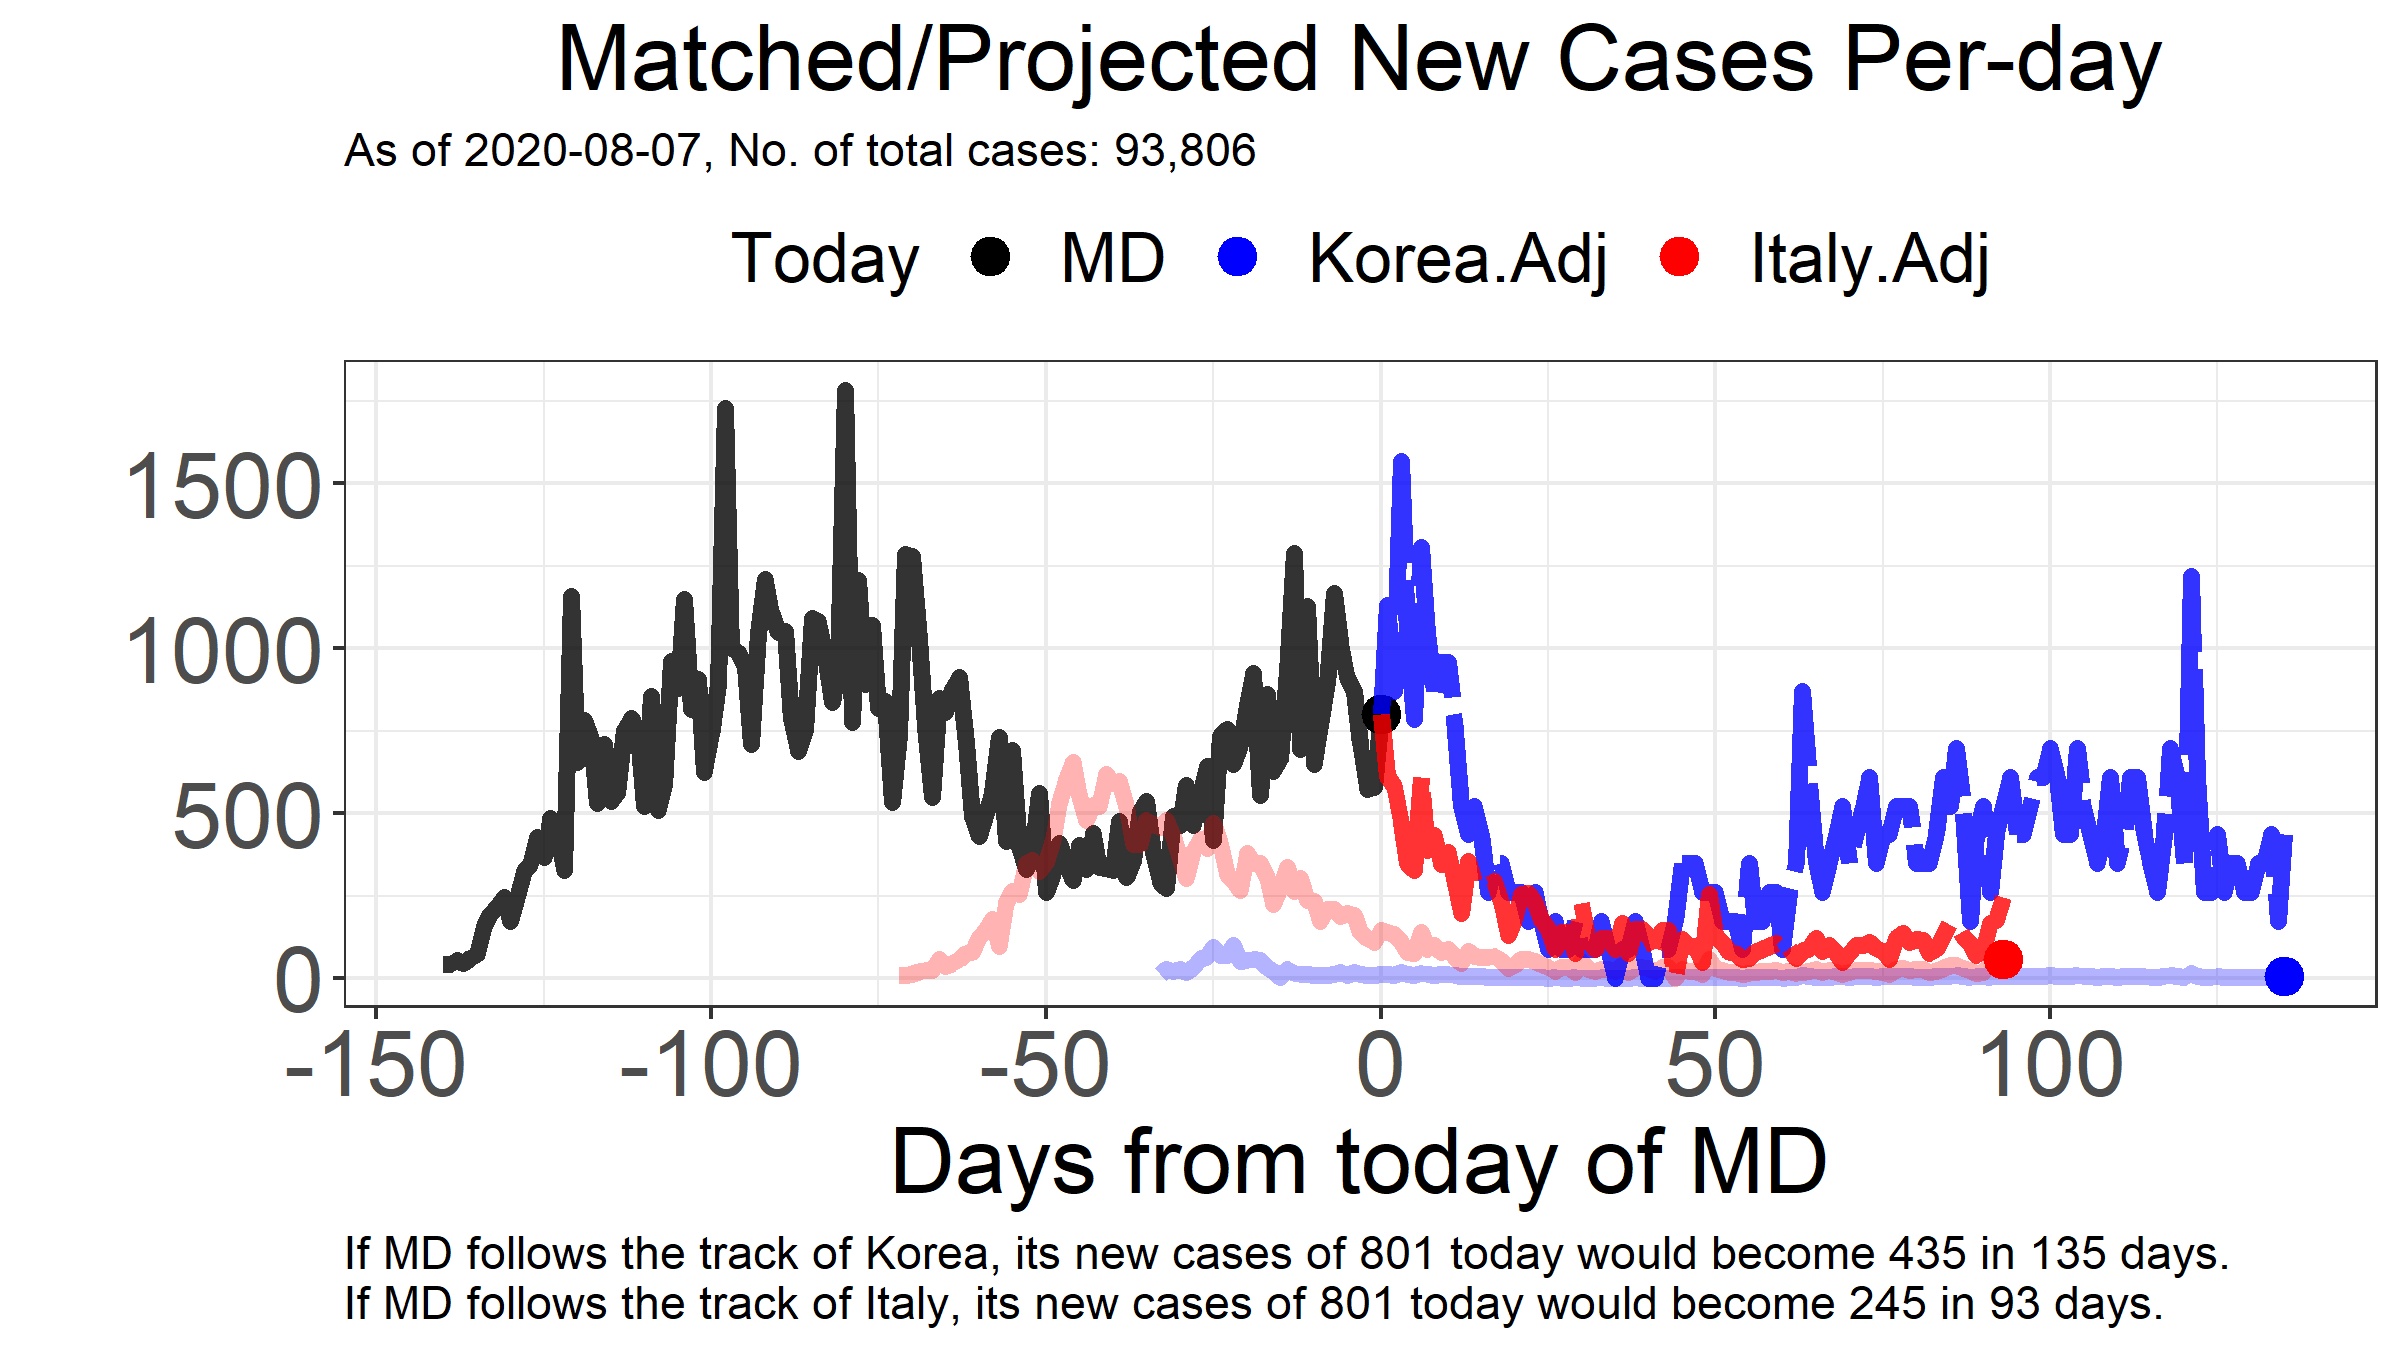 Matched/Projected New Cases Per-day
As of 2020-08-07, No. of total cases: 93,806
Today MD Korea.Adj Italy.Adj
1500
1000
500
0
-150 -100 -50 0 50 100
Days from today of MD
If MD follows the track of Korea, its new cases of 801 today would become 435 in 135 days.
If MD follows the track of Italy, its new cases of 801 today would become 245 in 93 days.